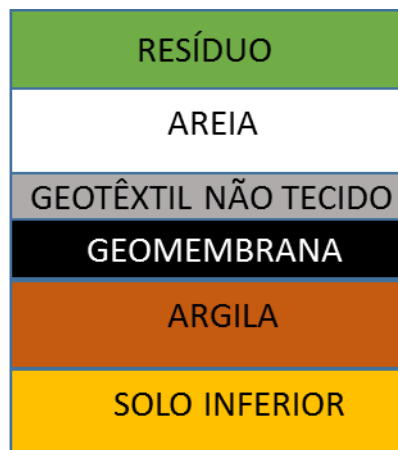 RESÍDUO
AREIA
GEOTÊXTIL NÃO TECIDO
GEOMEMBRANA
ARGILA
SOLO INFERIOR